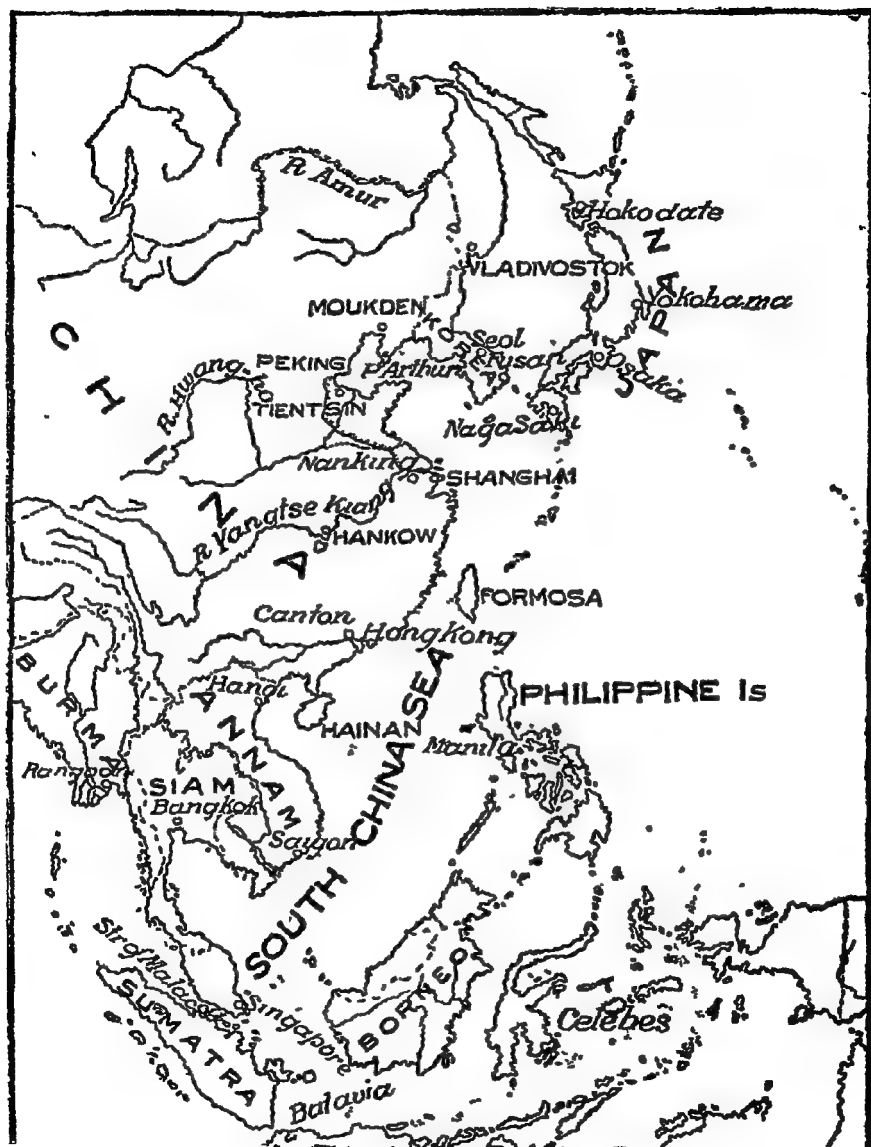 R. Amur
Hokodate
VLADIVOSTOK
JAPAN
Yokohama
MOUKDEN
KOREA
Seol
CHINA
PEKING
P'Arthur
Fusan
Osaka
R. Hwang-ho
TIENTSIN
NagaSaki
Nanking
SHANGHAI
R Yangtse Kiang
HANKOW
FORMOSA
Canton
HongKong
BURMA
Hanoi
PHILIPPINE Is
ANNAM
HAINAN
Manila
Rangoon
SIAM
Bangkok
Saigon
SOUTH CHINA SEA
Str of Malacca
Singapore
BORNEO
SUMATRA
Celebes
Batavia